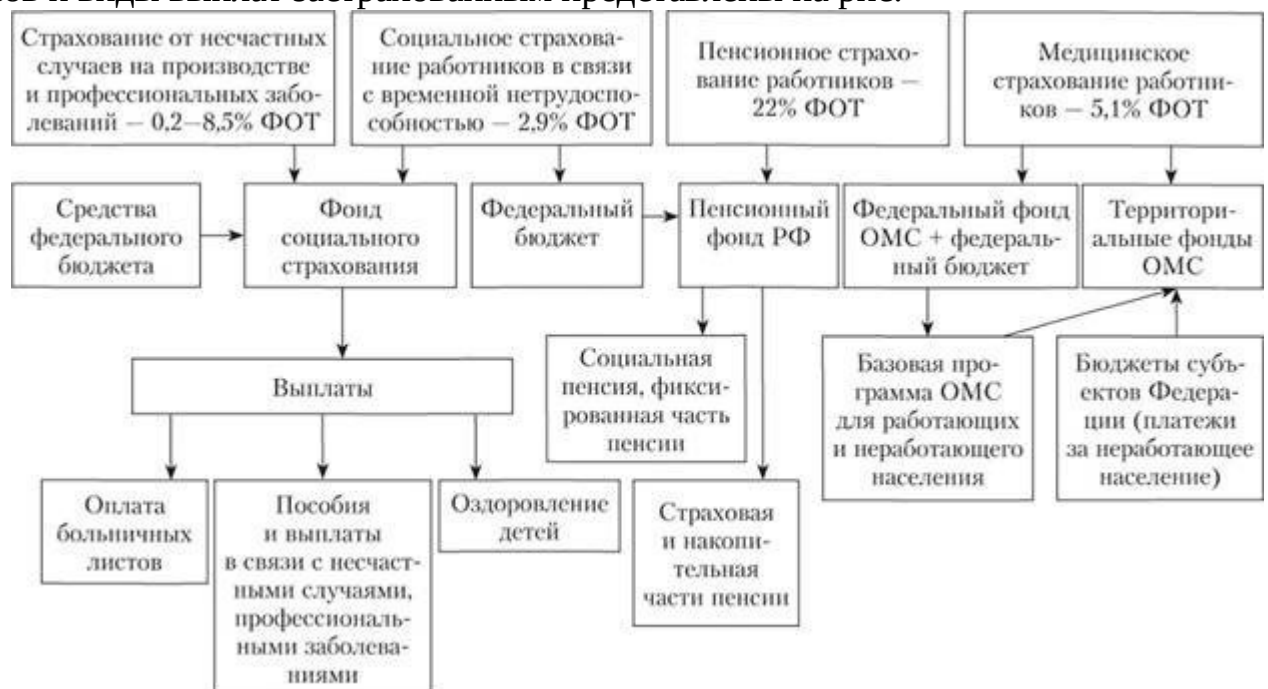 ов и виды выплат застрахованным представлены на рис.
Страхование от несчастных
случаев на производстве
и профессиональных забо-
леваний — 0,2—8,5% ФОТ
Социальное страхова-
ние работников в связи
с временной нетрудоспо-
собностью — 2,9% ФОТ
Пенсионное страхо-
вание работников —
22% ФОТ
Медицинское
страхование работни-
ков — 5,1% ФОТ
Средства
федерального
бюджета
Фонд
социального
страхования
Федеральный
бюджет
Пенсионный
фонд РФ
Федеральный фонд
ОМС + федераль-
ный бюджет
Территори-
альные фонды
ОМС
Выплаты
Социальная
пенсия, фикси-
рованная часть
пенсии
Базовая про-
грамма ОМС
для работающих
и неработающего
населения
Бюджеты субъ-
ектов Федера-
ции (платежи
за неработающее
население)
Оплата
больничных
листов
Пособия
и выплаты
в связи с несчаст-
ными случаями,
профессиональ-
ными заболева-
ниями
Оздоровление
детей
Страховая
и накопи-
тельная
части пенсии